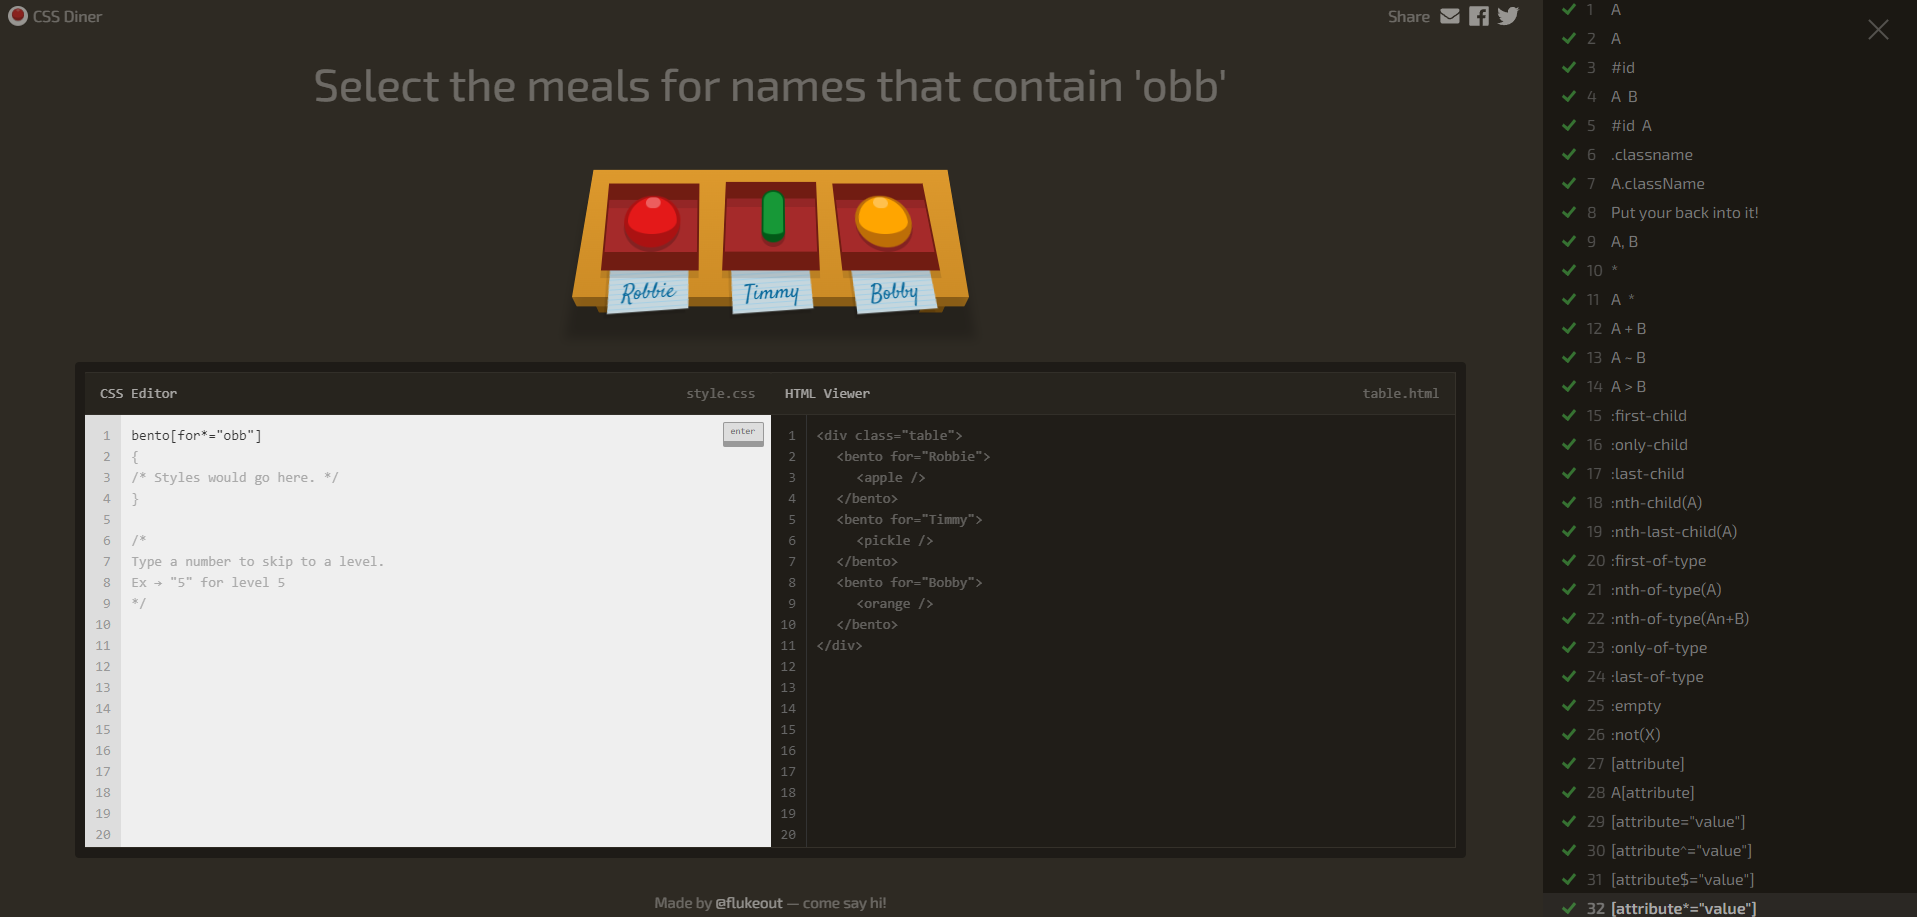 CSS Diner
Share
Select the meals for names that contain 'obb'
Robbie
Timmy
Bobby
CSS Editor
style.css
1 bento[for*="obb"]
enter
2 {
3 /* Styles would go here. */
4 }
5
6 /*
7 Type a number to skip to a level.
8 Ex → "5" for level 5
9 */
10
11
12
13
14
15
16
17
18
19
20
HTML Viewer
table.html
1 <div class="table">
2 <bento for="Robbie">
3 <apple />
4 </bento>
5 <bento for="Timmy">
6 <pickle />
7 </bento>
8 <bento for="Bobby">
9 <orange />
10 </bento>
11 </div>
12
13
14
15
16
17
18
19
20
Made by @flukeout — come say hi!
1 A
2 A
3 #id
4 A B
5 #id A
6 .classname
7 A.className
8 Put your back into it!
9 A, B
10 *
11 A *
12 A + B
13 A ~ B
14 A > B
15 :first-child
16 :only-child
17 :last-child
18 :nth-child(A)
19 :nth-last-child(A)
20 :first-of-type
21 :nth-of-type(A)
22 :nth-of-type(An+B)
23 :only-of-type
24 :last-of-type
25 :empty
26 :not(X)
27 [attribute]
28 A[attribute]
29 [attribute="value"]
30 [attribute^="value"]
31 [attribute$="value"]
32 [attribute*="value"]